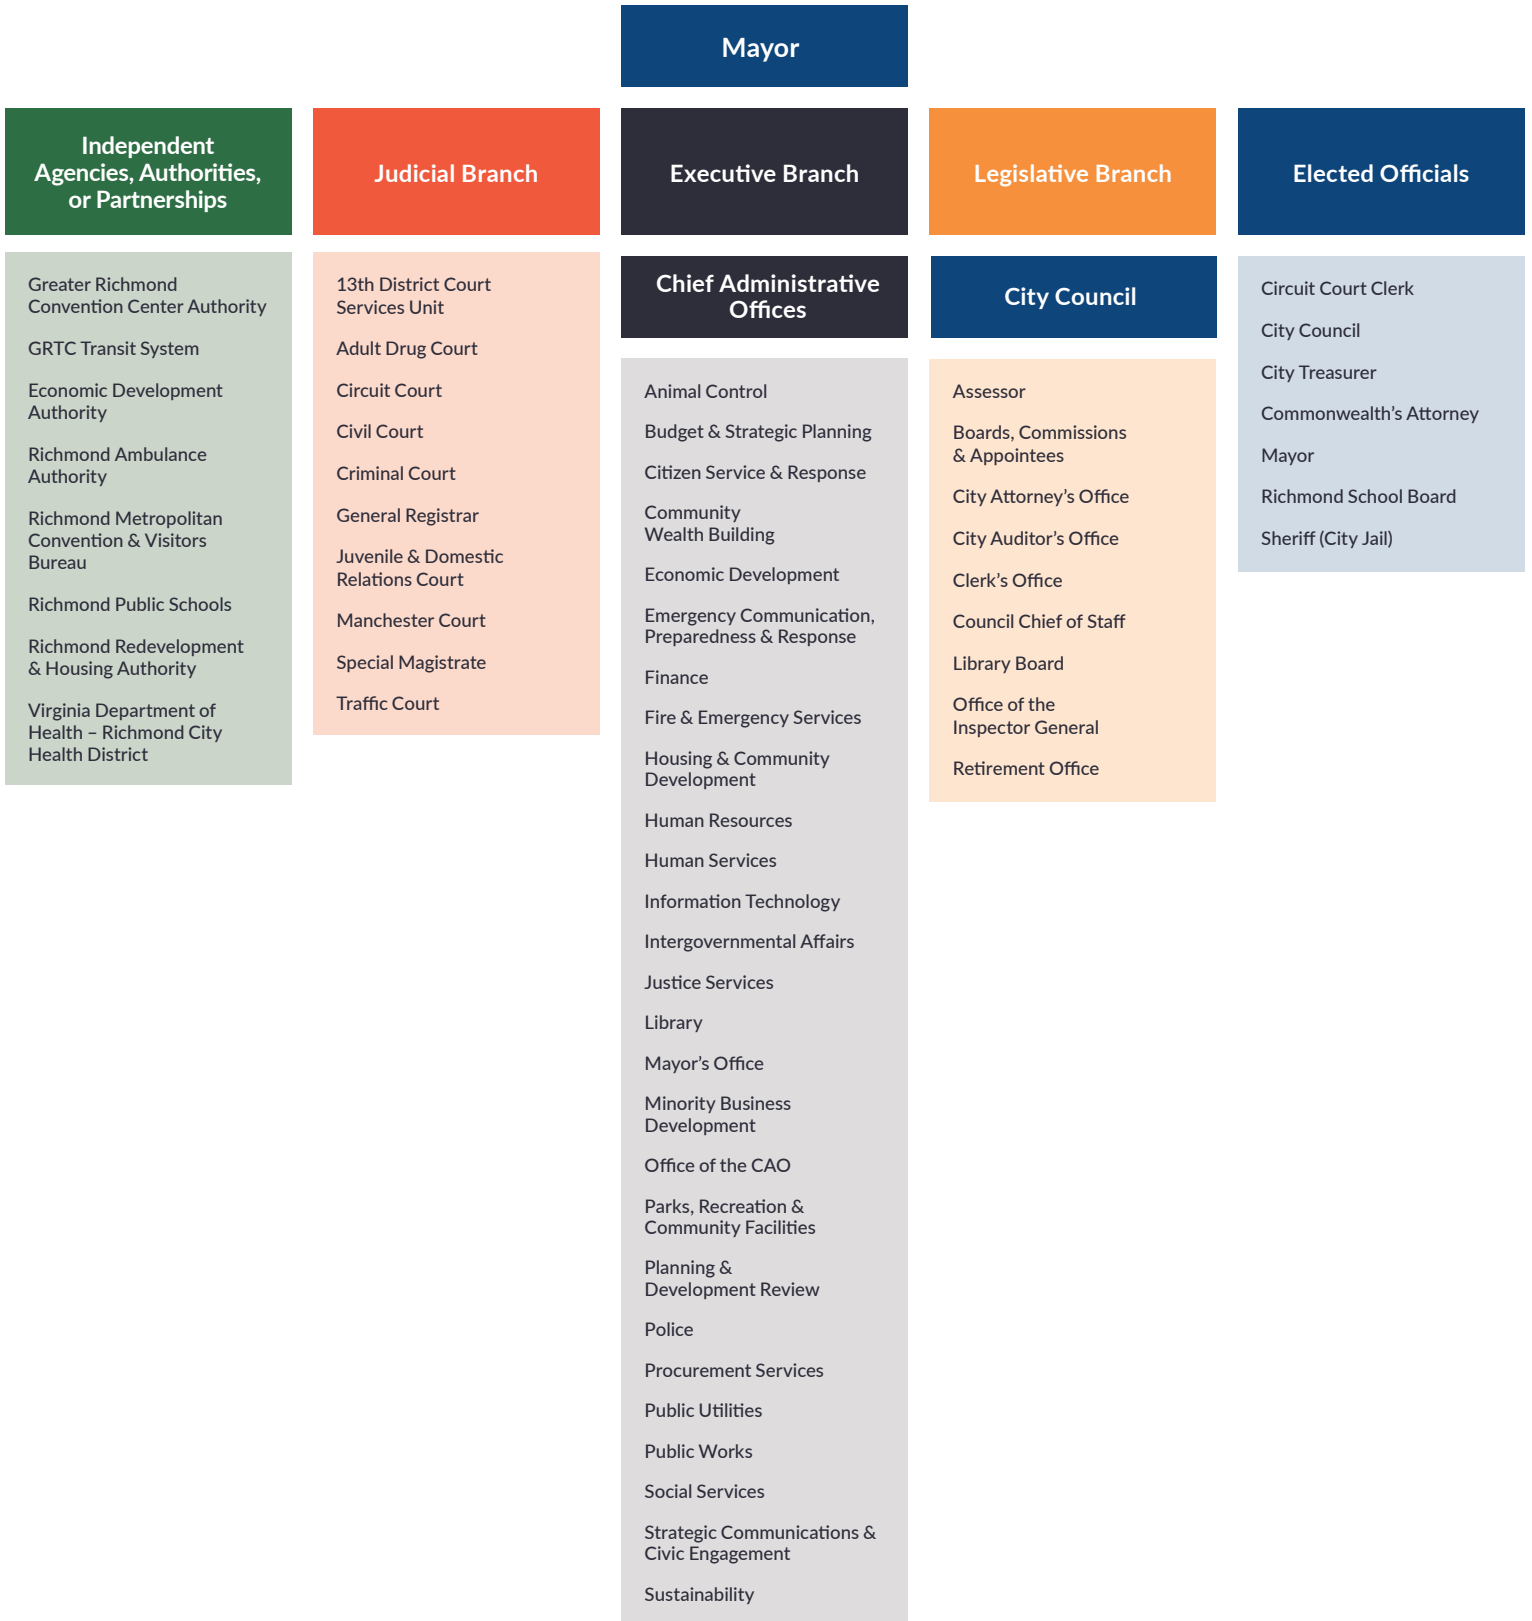 Mayor
Independent
Agencies, Authorities,
or Partnerships
Greater Richmond
Convention Center Authority
GRTC Transit System
Economic Development
Authority
Richmond Ambulance
Authority
Richmond Metropolitan
Convention & Visitors
Bureau
Richmond Public Schools
Richmond Redevelopment
& Housing Authority
Virginia Department of
Health – Richmond City
Health District
Judicial Branch
13th District Court
Services Unit
Adult Drug Court
Circuit Court
Civil Court
Criminal Court
General Registrar
Juvenile & Domestic
Relations Court
Manchester Court
Special Magistrate
Traffic Court
Executive Branch
Chief Administrative
Offices
Animal Control
Budget & Strategic Planning
Citizen Service & Response
Community
Wealth Building
Economic Development
Emergency Communication,
Preparedness & Response
Finance
Fire & Emergency Services
Housing & Community
Development
Human Resources
Human Services
Information Technology
Intergovernmental Affairs
Justice Services
Library
Mayor’s Office
Minority Business
Development
Office of the CAO
Parks, Recreation &
Community Facilities
Planning &
Development Review
Police
Procurement Services
Public Utilities
Public Works
Social Services
Strategic Communications &
Civic Engagement
Sustainability
Legislative Branch
City Council
Assessor
Boards, Commissions
& Appointees
City Attorney’s Office
City Auditor’s Office
Clerk’s Office
Council Chief of Staff
Library Board
Office of the
Inspector General
Retirement Office
Elected Officials
Circuit Court Clerk
City Council
City Treasurer
Commonwealth’s Attorney
Mayor
Richmond School Board
Sheriff (City Jail)